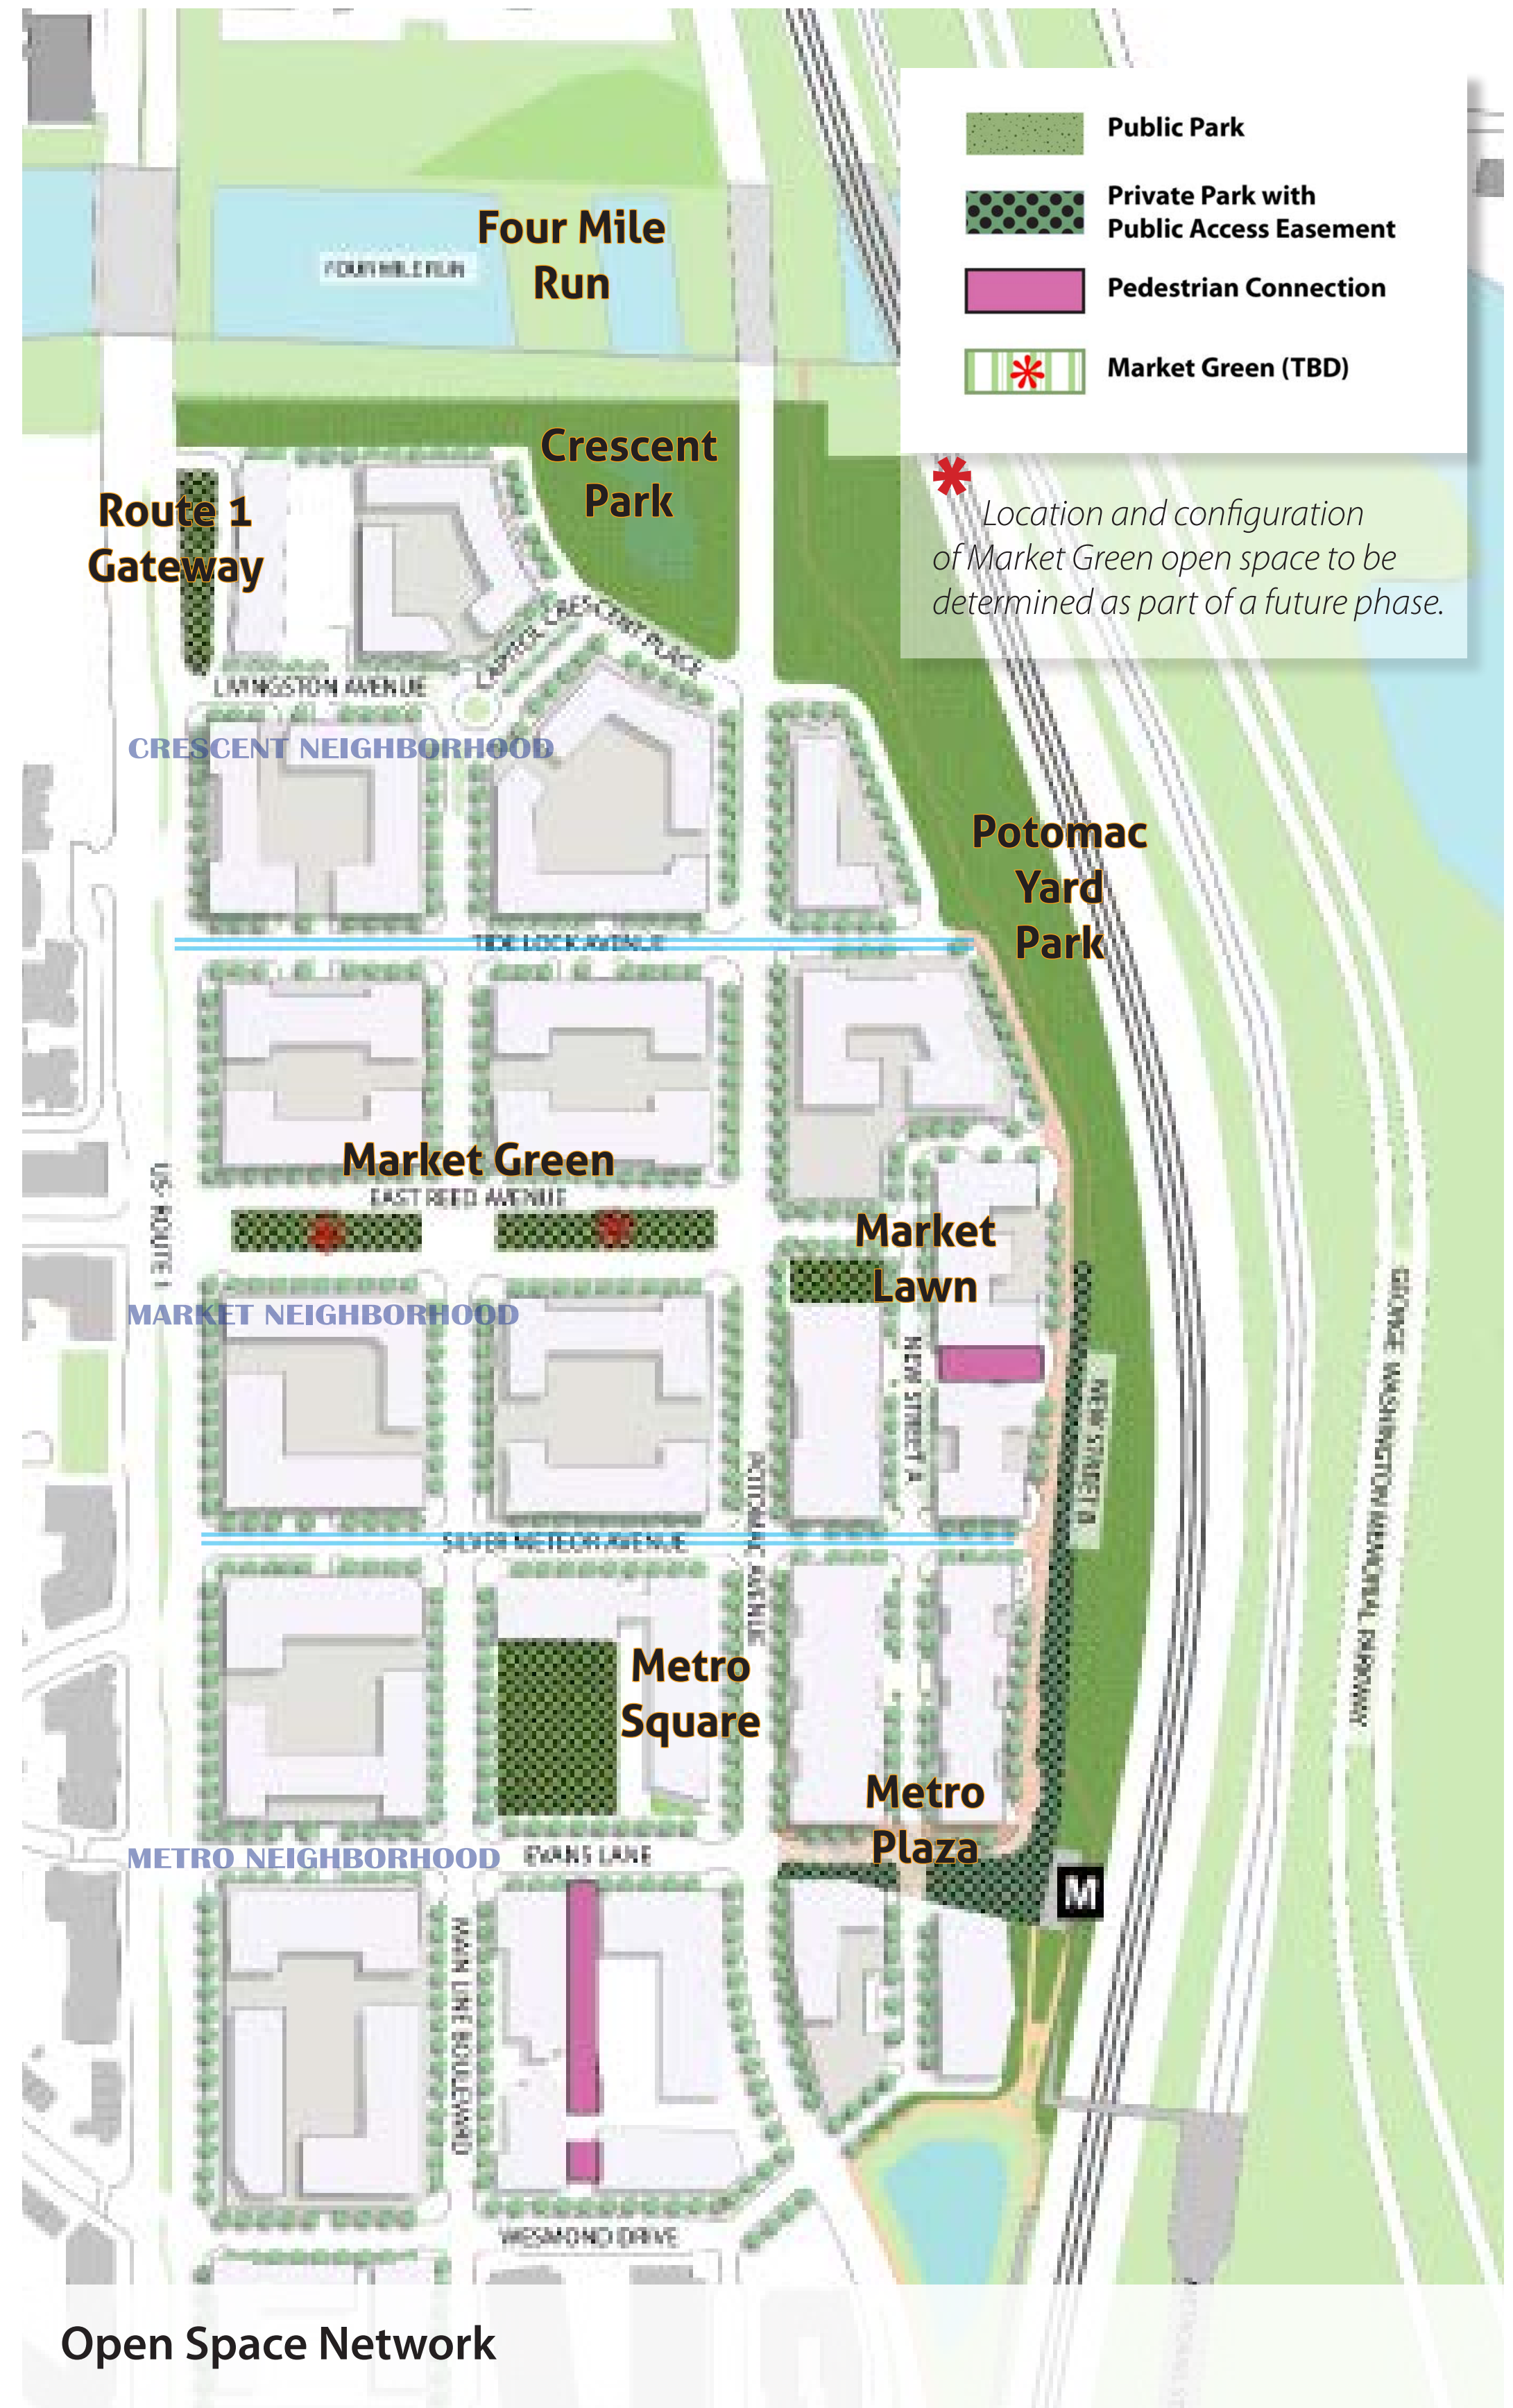 Public Park
Private Park with
Public Access Easement
Pedestrian Connection
Market Green (TBD)
*
Location and configuration
of Market Green open space to be
determined as part of a future phase.
Four Mile
Run
FOUR MILE RUN
Crescent
Park
Route 1
Gateway
CRESCENT PLACE
LIVINGSTON AVENUE
CRESCENT NEIGHBORHOOD
Potomac
Yard
Park
TIDE LOCK AVENUE
Market Green
EAST REED AVENUE
US ROUTE 1
Market
Lawn
MARKET NEIGHBORHOOD
NEW STREET A
NEW STREET B
GEORGE WASHINGTON MEMORIAL PARKWAY
POTOMAC AVENUE
SILVER METEOR AVENUE
Metro
Square
Metro
Plaza
METRO NEIGHBORHOOD
EVANS LANE
M
MAIN LINE BOULEVARD
WESMOND DRIVE
Open Space Network